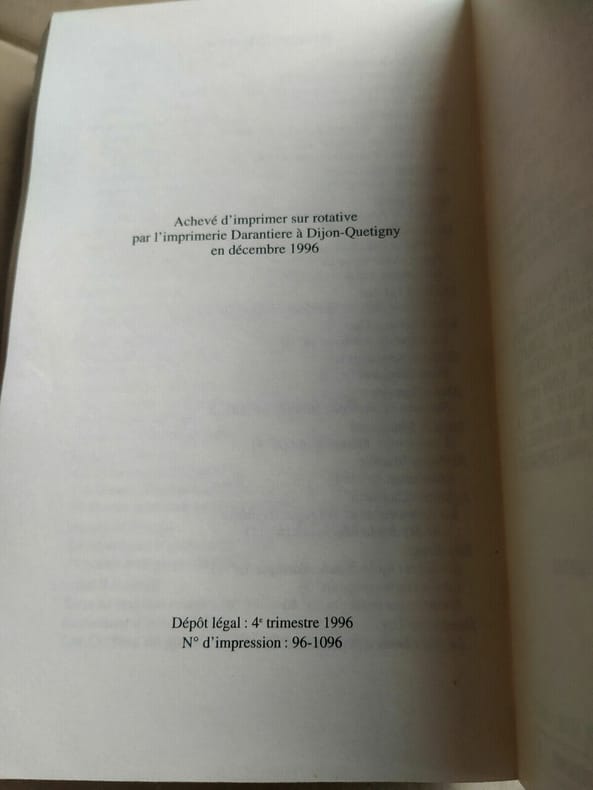 Achevé d'imprimer sur rotative
par l'imprimerie Darantiere à Dijon-Quetigny
en décembre 1996
Dépôt légal : 4e trimestre 1996
N° d'impression : 96-1096